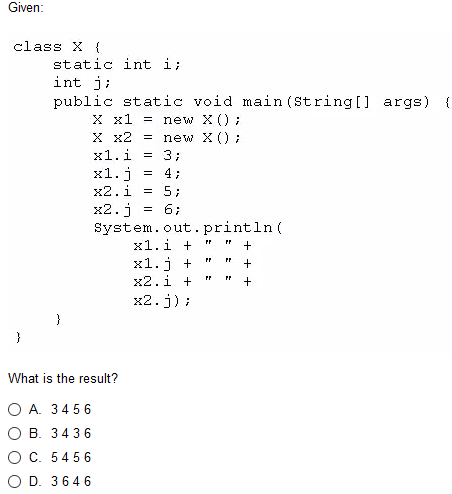 Given:
class X {
static int i;
int j;
public static void main(String[] args) {
X x1 = new X();
X x2 = new X();
x1.i = 3;
x1.j = 4;
x2.i = 5;
x2.j = 6;
System.out.println(
x1.i + " " +
x1.j + " " +
x2.i + " " +
x2.j);
}
}
What is the result?
A. 3 4 5 6
B. 3 4 3 6
C. 5 4 5 6
D. 3 6 4 6